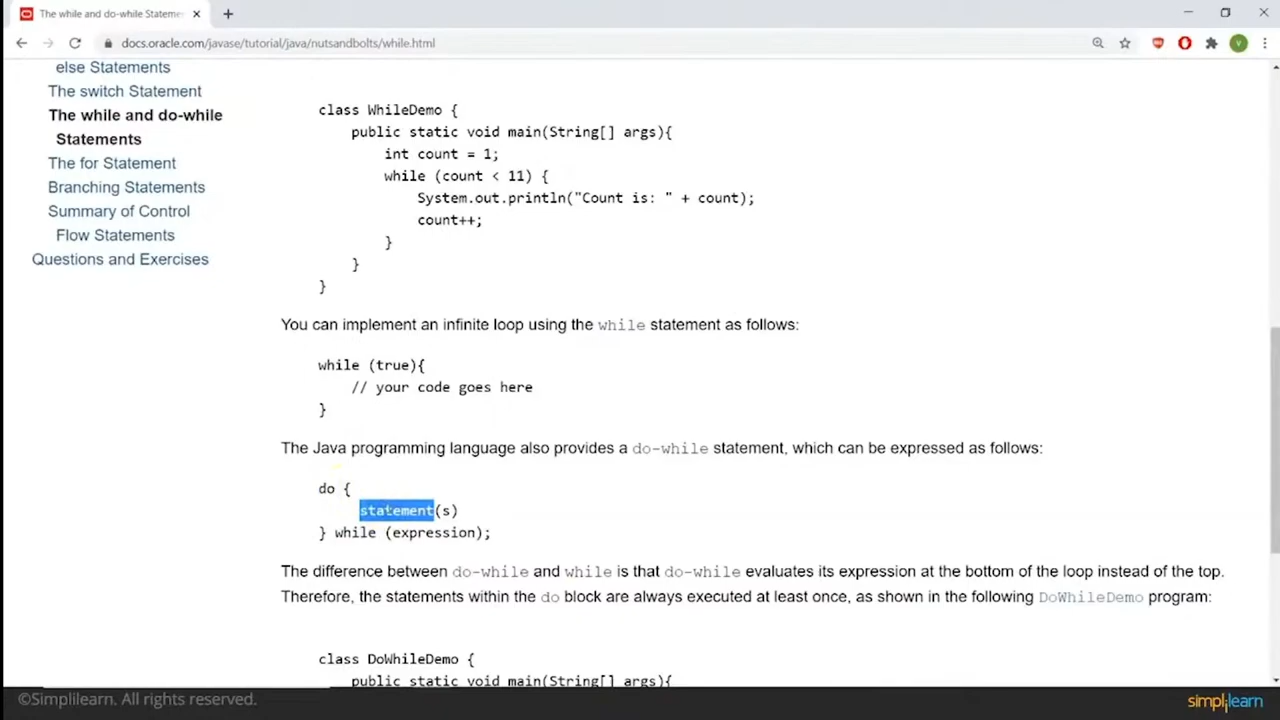 The while and do-while Stateme
docs.oracle.com/javase/tutorial/java/nutsandbolts/while.html
V
else Statements
The switch Statement
The while and do-while
Statements
The for Statement
Branching Statements
Summary of Control
Flow Statements
Questions and Exercises
class WhileDemo {
public static void main(String[] args){
int count = 1;
while (count < 11) {
System.out.println("Count is: " + count);
count++;
}
}
}
You can implement an infinite loop using the while statement as follows:
while (true){
// your code goes here
}
The Java programming language also provides a do-while statement, which can be expressed as follows:
do {
statement(s)
} while (expression);
The difference between do-while and while is that do-while evaluates its expression at the bottom of the loop instead of the top.
Therefore, the statements within the do block are always executed at least once, as shown in the following DoWhileDemo program:
class DoWhileDemo {
public static void main(String[] args){
©Simplilearn. All rights reserved.
simplilearn